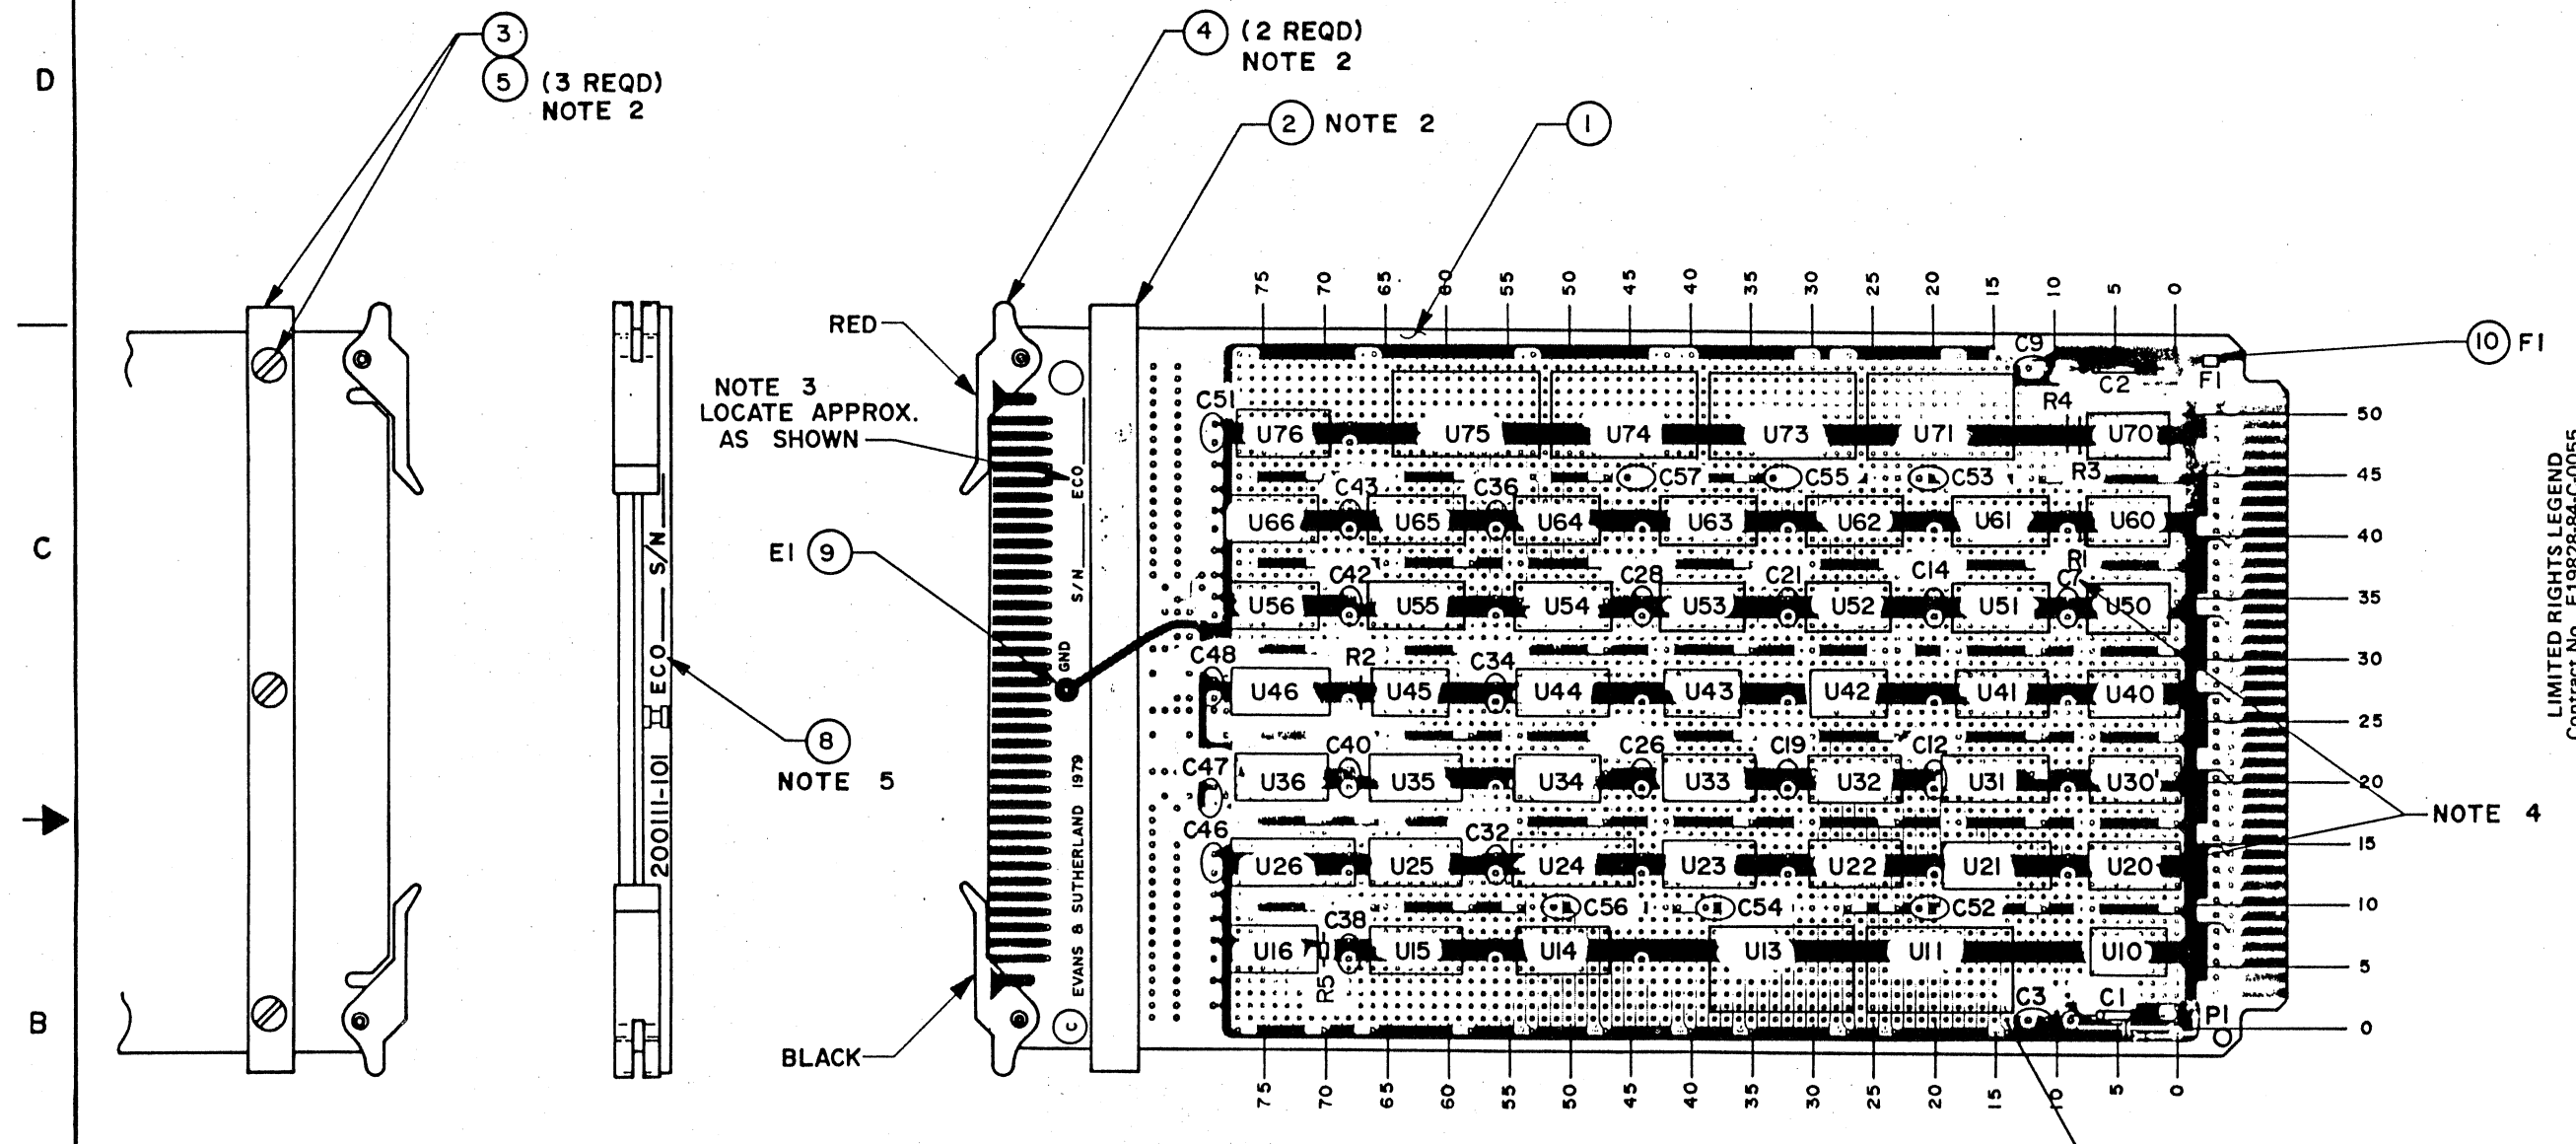 D
3
5 (3 REQD)
NOTE 2
4 (2 REQD)
NOTE 2
2 NOTE 2
1
75 70 65 60 55 50 45 40 35 30 25 20 15 10 5 0
RED
NOTE 3
LOCATE APPROX.
AS SHOWN
10 F1
C9
C2
F1
R4
C51
U76 U75 U74 U73 U71 U70
50
R3
C57 C55 C53
45
C43 C36
ECO
U66 U65 U64 U63 U62 U61 U60
40
C
E1 9
S/N
R1
C42 C28 C21 C14 C7
U56 U55 U54 U53 U52 U51 U50
35
GND
C48 R2 C34
30
U46 U45 U44 U43 U42 U41 U40
25
200111-101 ECO S/N
8
NOTE 5
C47 C40 C26 C19 C12
U36 U35 U34 U33 U32 U31 U30
20
NOTE 4
C46 C32
15
U26 U25 U24 U23 U22 U21 U20
10
C56 C54 C52
C38
U16 U15 U14 U13 U11 U10
5
R5
EVANS & SUTHERLAND 1979
C
C3 C1 P1
0
B
BLACK
75 70 65 60 55 50 45 40 35 30 25 20 15 10 5 0
LIMITED RIGHTS LEGEND
Contract No. F19828-84-C-0055